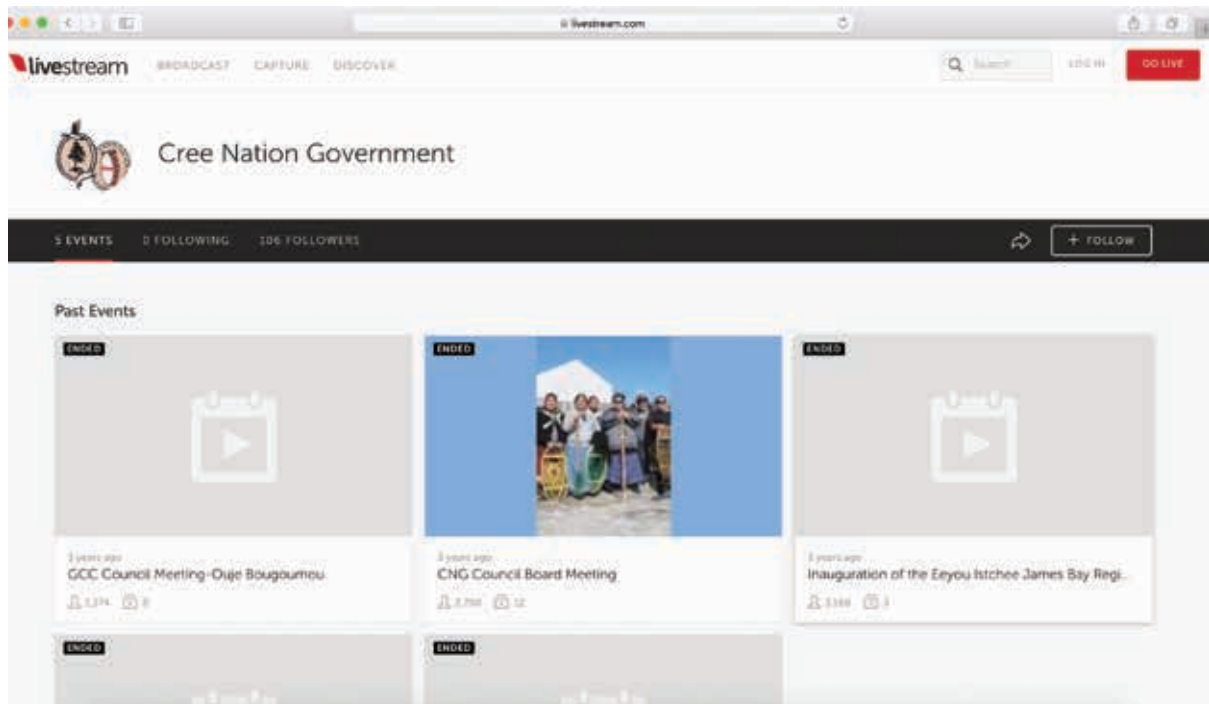 livestream.com
livestream BROADCAST CAPTURE DISCOVER Search LOG IN GO LIVE
Cree Nation Government
5 EVENTS 0 FOLLOWING 106 FOLLOWERS + FOLLOW
Past Events
ENDED ENDED ENDED
3 years ago 3 years ago 3 years ago
GCC Council Meeting-Ouje Bougoumou CNG Council Board Meeting Inauguration of the Eeyou Istchee James Bay Regi...
12 3
ENDED ENDED